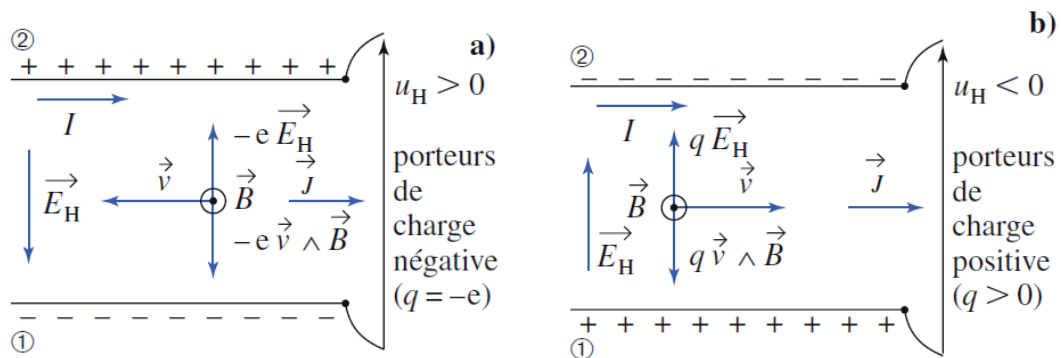 a)
②
+ + + + + + + + +
u_H > 0
I
−e E_H
E_H
v
B
J
−e v ∧ B
porteurs
de
charge
négative
(q = −e)
− − − − − − − − −
①
b)
②
− − − − − − − − −
u_H < 0
I
q E_H
v
B
J
E_H
q v ∧ B
porteurs
de
charge
positive
(q > 0)
+ + + + + + + + +
①